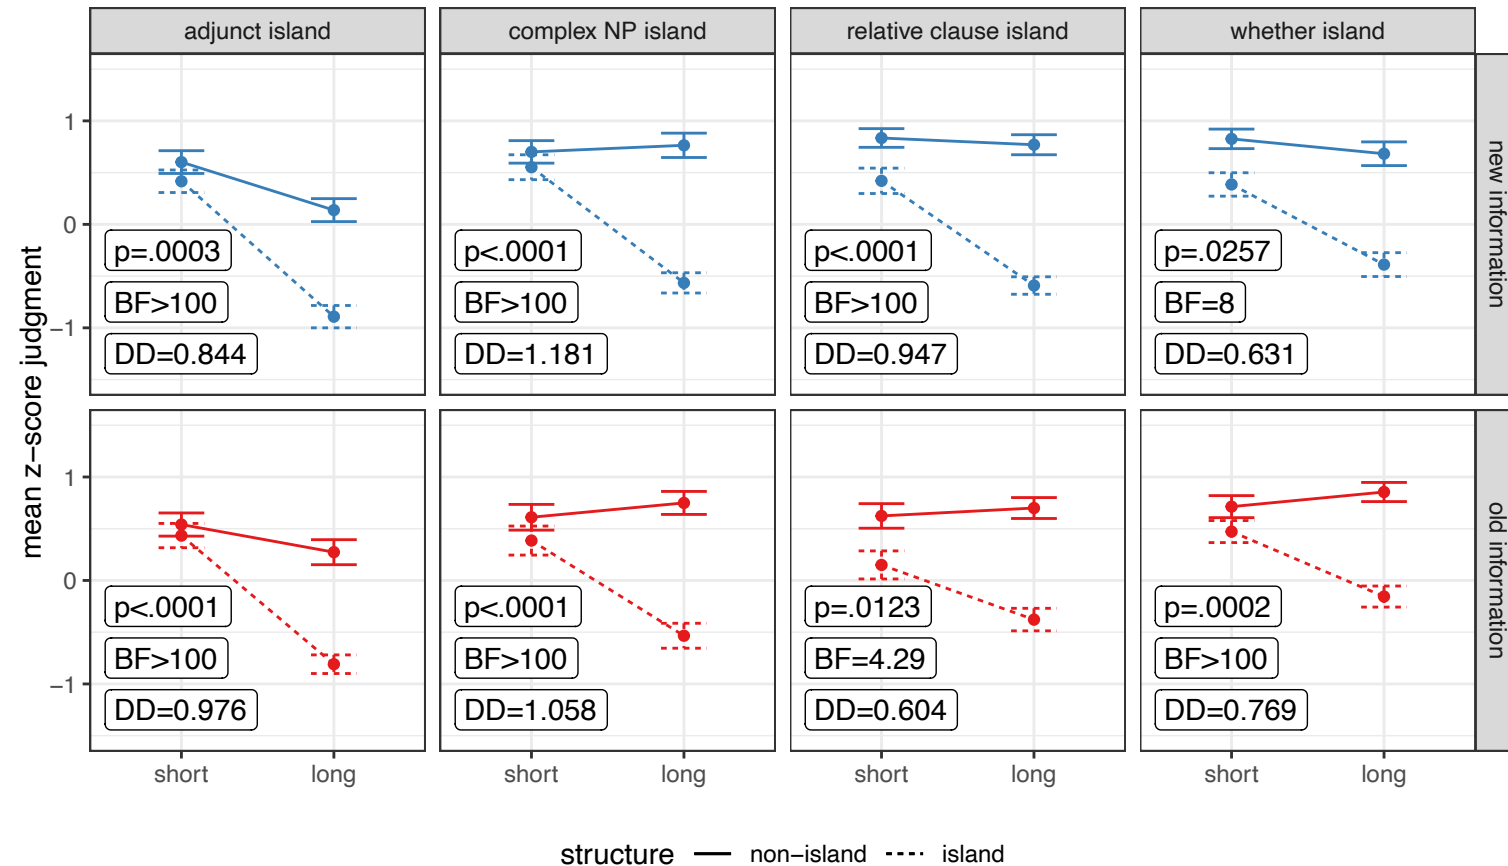 adjunct island
complex NP island
relative clause island
whether island
mean z−score judgment
1
0
−1
p=.0003
BF>100
DD=0.844
p<.0001
BF>100
DD=1.181
p<.0001
BF>100
DD=0.947
p=.0257
BF=8
DD=0.631
new information
1
0
−1
p<.0001
BF>100
DD=0.976
p<.0001
BF>100
DD=1.058
p=.0123
BF=4.29
DD=0.604
p=.0002
BF>100
DD=0.769
old information
short long
short long
short long
short long
structure non−island island